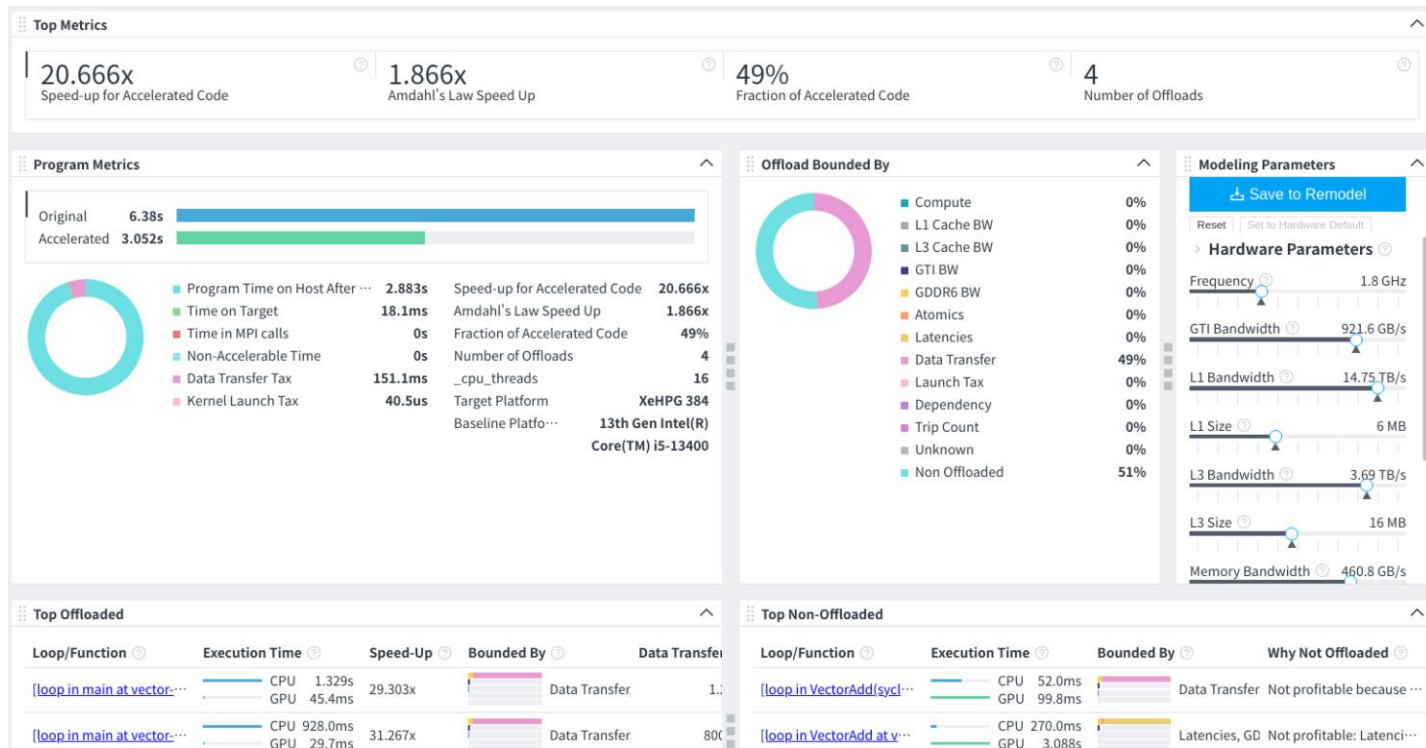 Top Metrics
20.666x
Speed-up for Accelerated Code
1.866x
Amdahl's Law Speed Up
49%
Fraction of Accelerated Code
4
Number of Offloads
Program Metrics
Original 6.38s
Accelerated 3.052s
Program Time on Host After ··· 2.883s
Time on Target 18.1ms
Time in MPI calls 0s
Non-Accelerable Time 0s
Data Transfer Tax 151.1ms
Kernel Launch Tax 40.5us
Speed-up for Accelerated Code 20.666x
Amdahl's Law Speed Up 1.866x
Fraction of Accelerated Code 49%
Number of Offloads 4
_cpu_threads 16
Target Platform XeHPG 384
Baseline Platfo··· 13th Gen Intel(R)
Core(TM) i5-13400
Offload Bounded By
Compute 0%
L1 Cache BW 0%
L3 Cache BW 0%
GTI BW 0%
GDDR6 BW 0%
Atomics 0%
Latencies 0%
Data Transfer 49%
Launch Tax 0%
Dependency 0%
Trip Count 0%
Unknown 0%
Non Offloaded 51%
Modeling Parameters
Save to Remodel
Reset Set to Hardware Default
Hardware Parameters
Frequency 1.8 GHz
GTI Bandwidth 921.6 GB/s
L1 Bandwidth 14.75 TB/s
L1 Size 6 MB
L3 Bandwidth 3.69 TB/s
L3 Size 16 MB
Memory Bandwidth 460.8 GB/s
Top Offloaded
Loop/Function Execution Time Speed-Up Bounded By Data Transfer
[loop in main at vector-··· CPU 1.329s
GPU 45.4ms 29.303x Data Transfer 1.
[loop in main at vector-··· CPU 928.0ms
GPU 29.7ms 31.267x Data Transfer 800
Top Non-Offloaded
Loop/Function Execution Time Bounded By Why Not Offloaded
[loop in VectorAdd(sycl··· CPU 52.0ms
GPU 99.8ms Data Transfer Not profitable because ···
[loop in VectorAdd at v··· CPU 270.0ms
GPU 3.088s Latencies, GD Not profitable: Latenci···